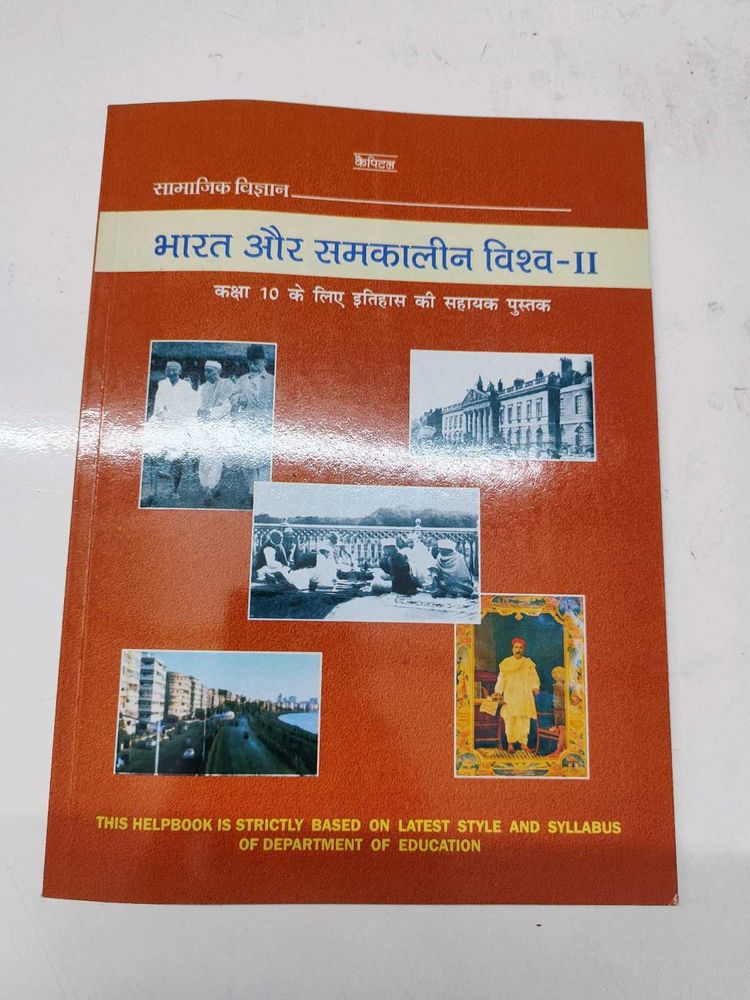 कैपिटल
सामाजिक विज्ञान
भारत और समकालीन विश्व-II
कक्षा 10 के लिए इतिहास की सहायक पुस्तक
THIS HELPBOOK IS STRICTLY BASED ON LATEST STYLE AND SYLLABUS
OF DEPARTMENT OF EDUCATION